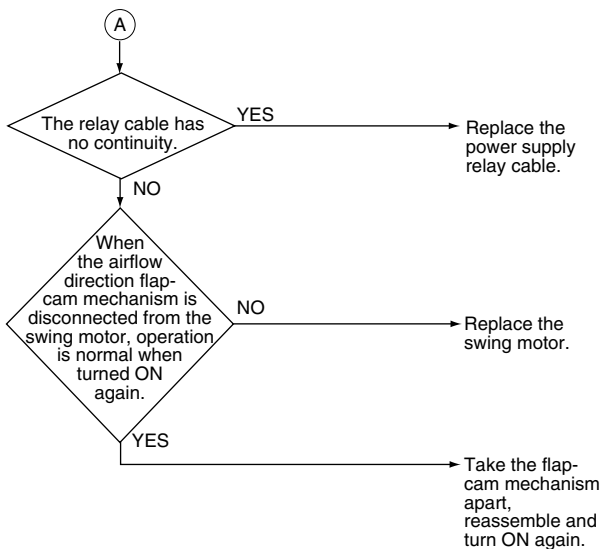 A
The relay cable has
no continuity.
YES
Replace the
power supply
relay cable.
NO
When
the airflow
direction flap-
cam mechanism is
disconnected from the
swing motor, operation
is normal when
turned ON
again.
NO
Replace the
swing motor.
YES
Take the flap-
cam mechanism
apart,
reassemble and
turn ON again.